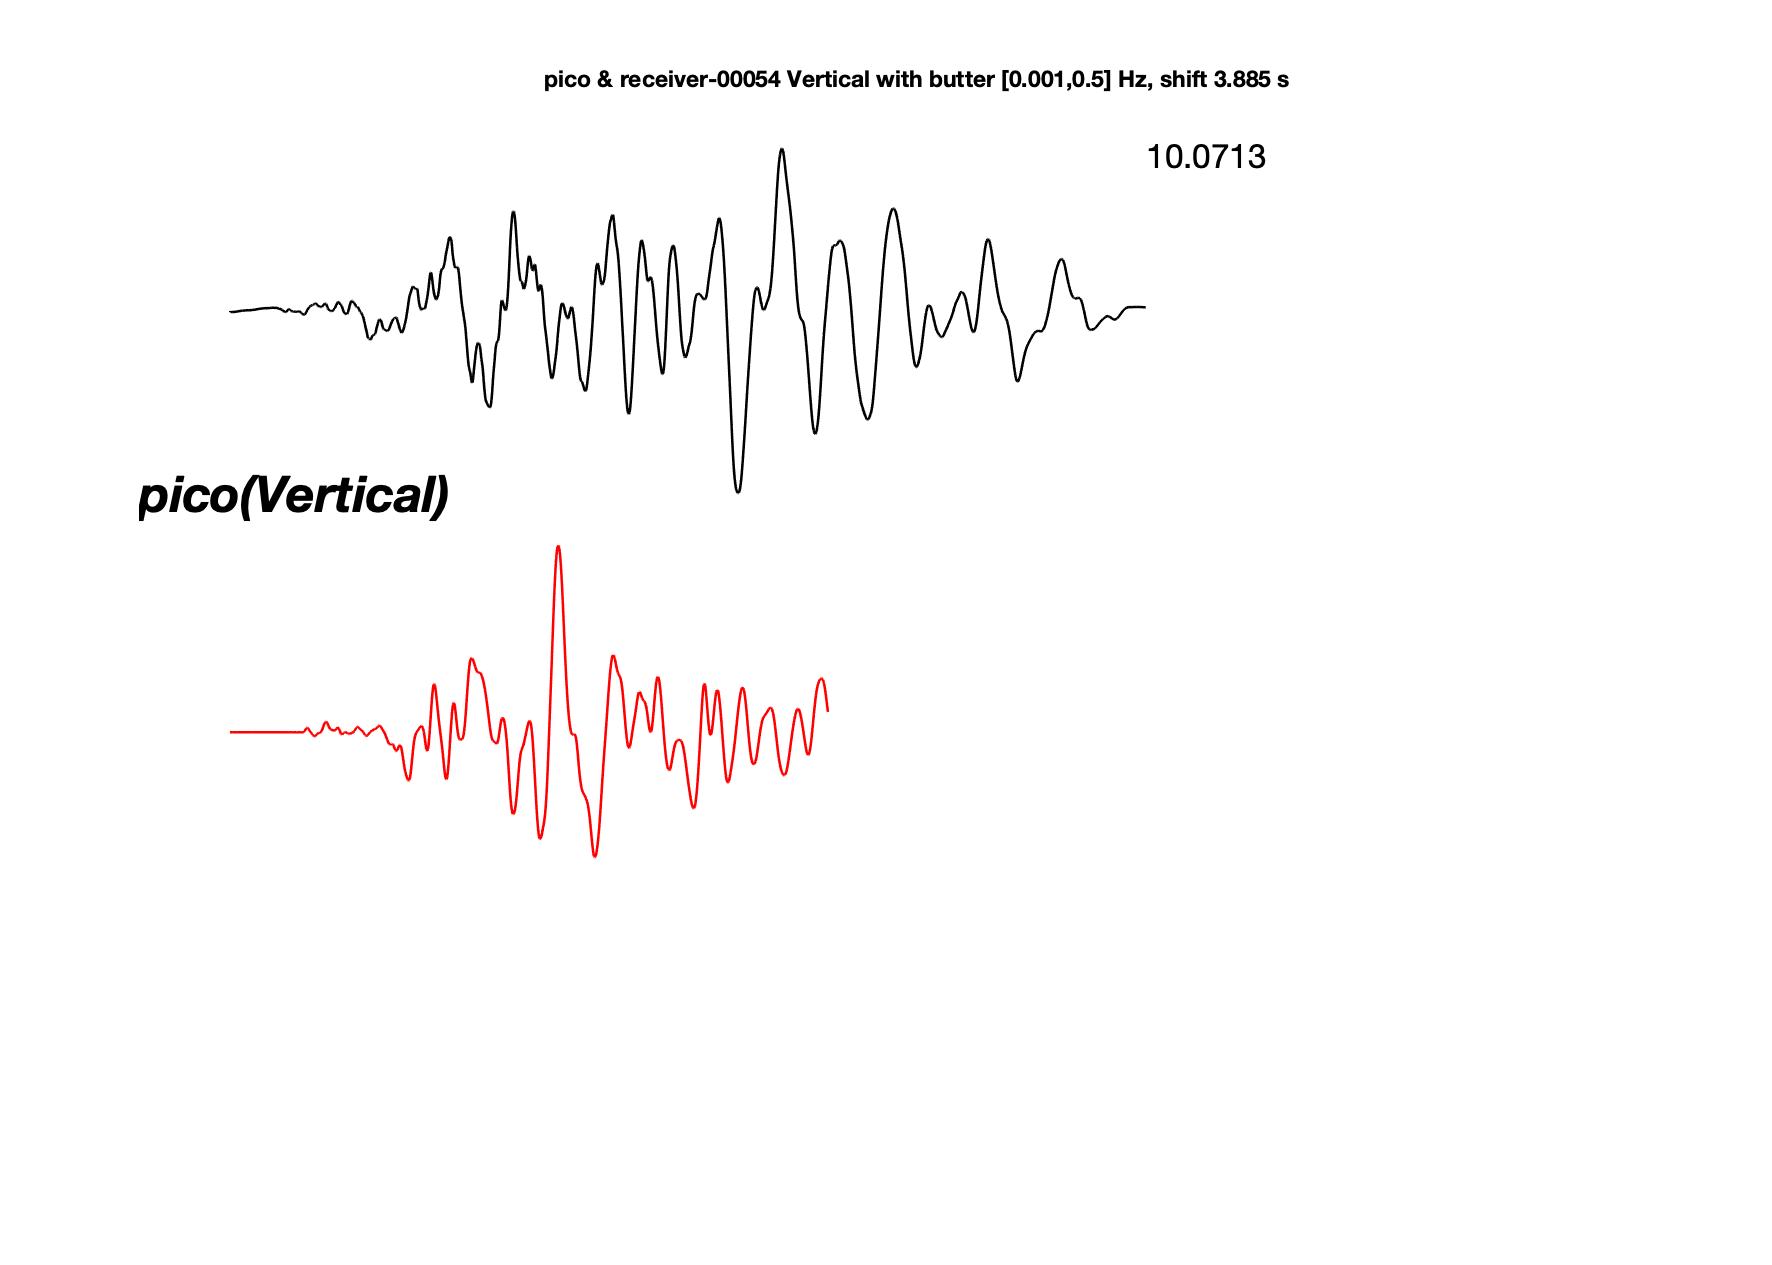 pico & receiver-00054 Vertical with butter [0.001,0.5] Hz, shift 3.885 s
10.0713
pico(Vertical)